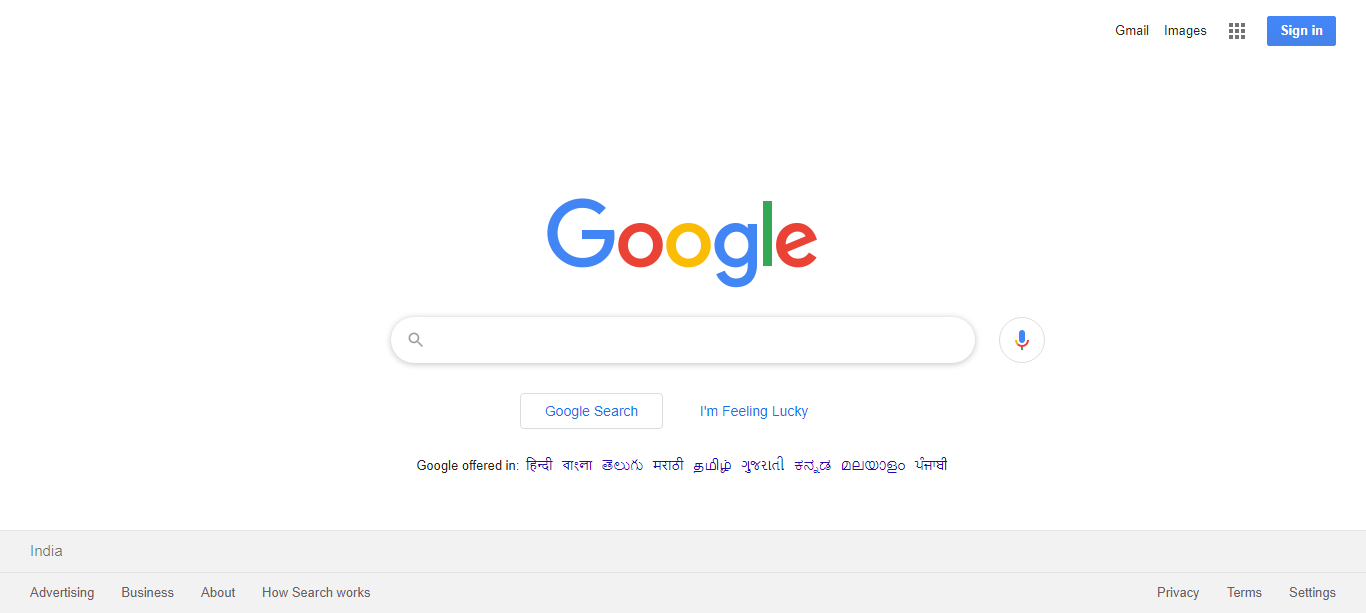 Gmail Images Sign in
Google
Google Search I'm Feeling Lucky
Google offered in: हिन्दी বাংলা తెలుగు मराठी தமிழ் ગુજરાતી ಕನ್ನಡ മലയാളം ਪੰਜਾਬੀ
India
Advertising Business About How Search works Privacy Terms Settings